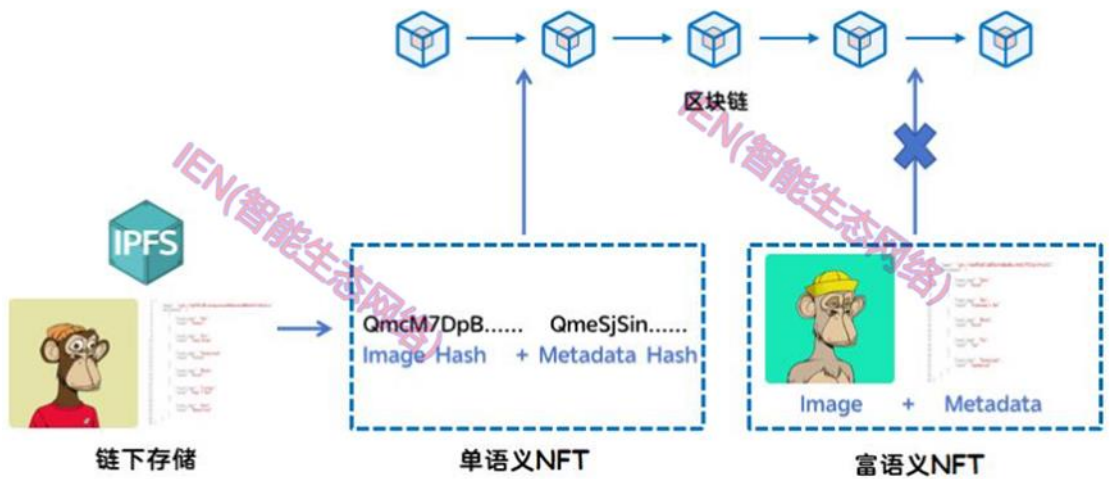 区块链
IEN(智能生态网络)
IEN(智能生态网络)
IPFS
QmcM7DpB...... QmeSjSin......
Image Hash + Metadata Hash
Image + Metadata
链下存储
单语义NFT
富语义NFT